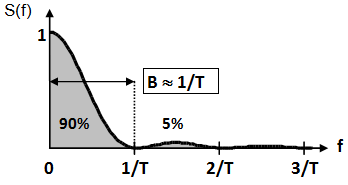 S(f)
1
B ≈ 1/T
90%
5%
f
0
1/T
2/T
3/T